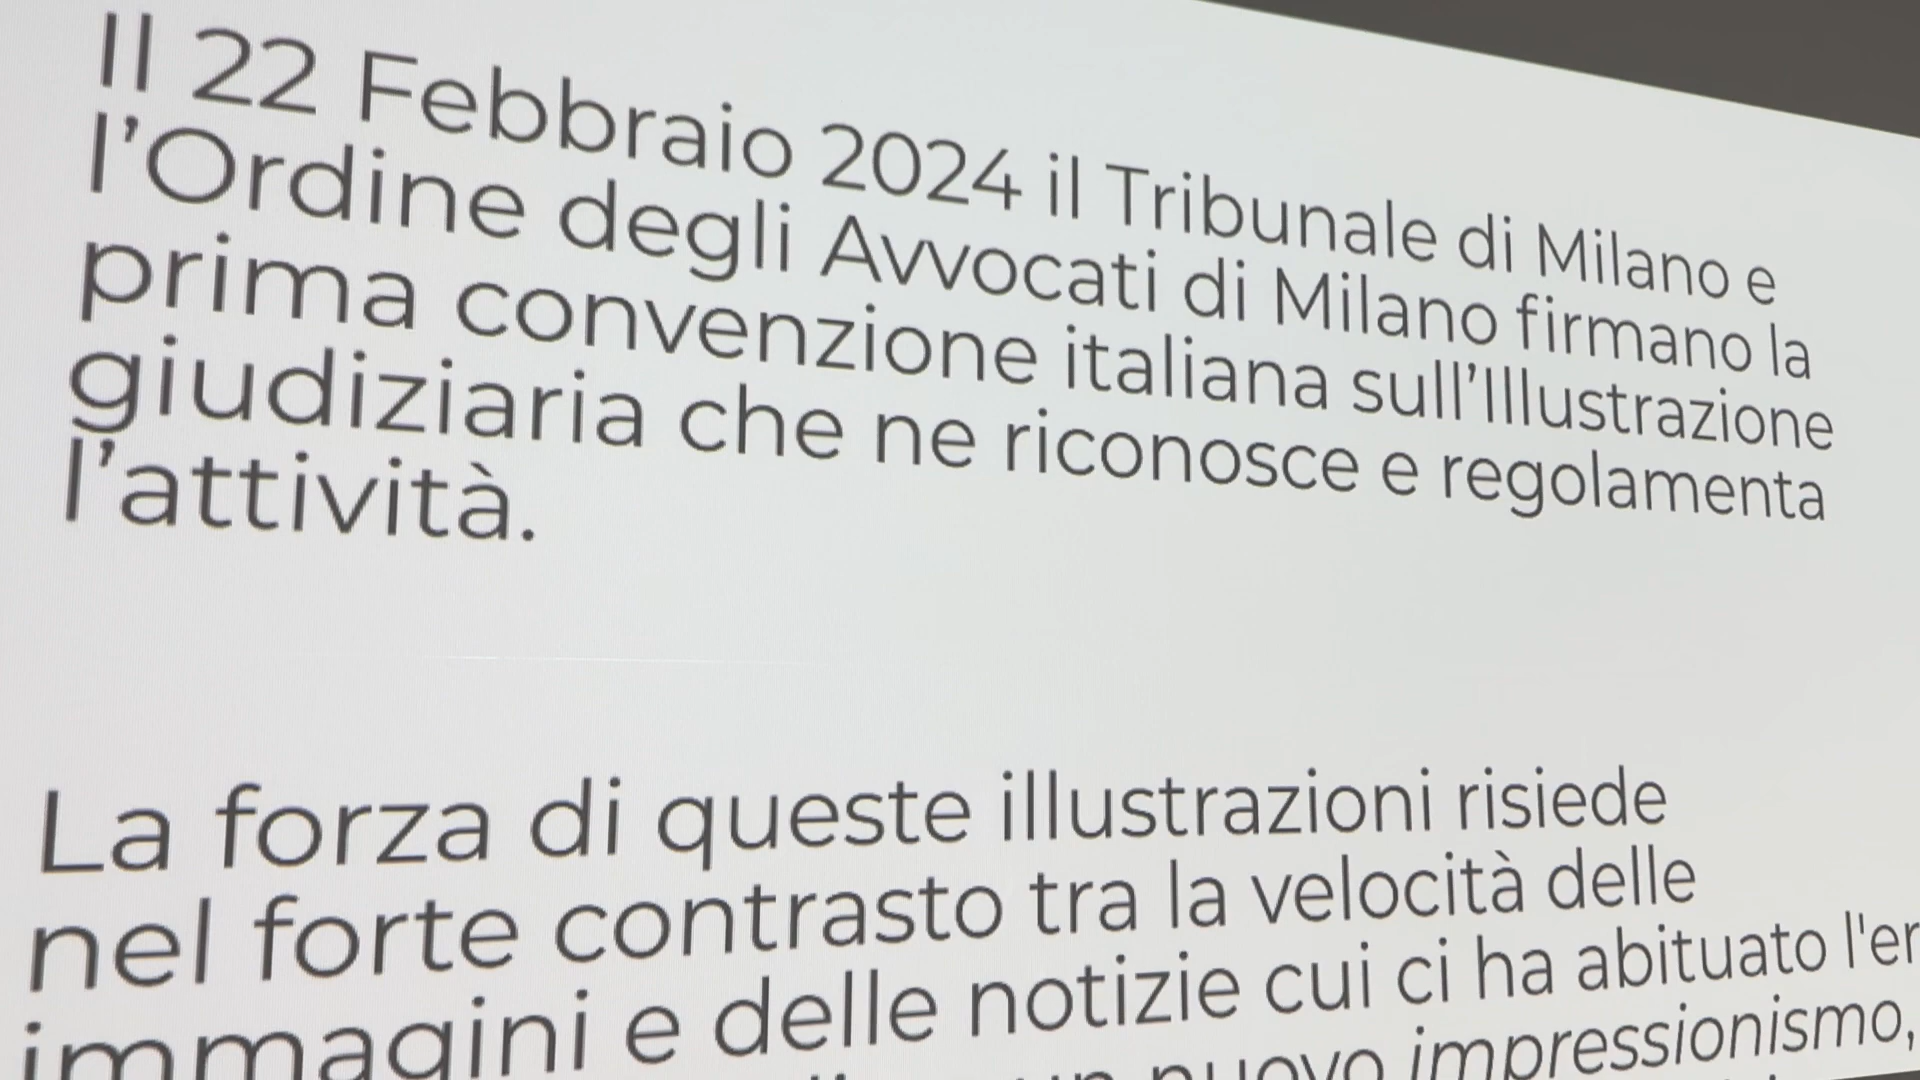 Il 22 Febbraio 2024 il Tribunale di Milano e
l’Ordine degli Avvocati di Milano firmano la
prima convenzione italiana sull’Illustrazione
giudiziaria che ne riconosce e regolamenta
l’attività.
La forza di queste illustrazioni risiede
nel forte contrasto tra la velocità delle
immagini e delle notizie cui ci ha abituato
nuovo impressionismo,